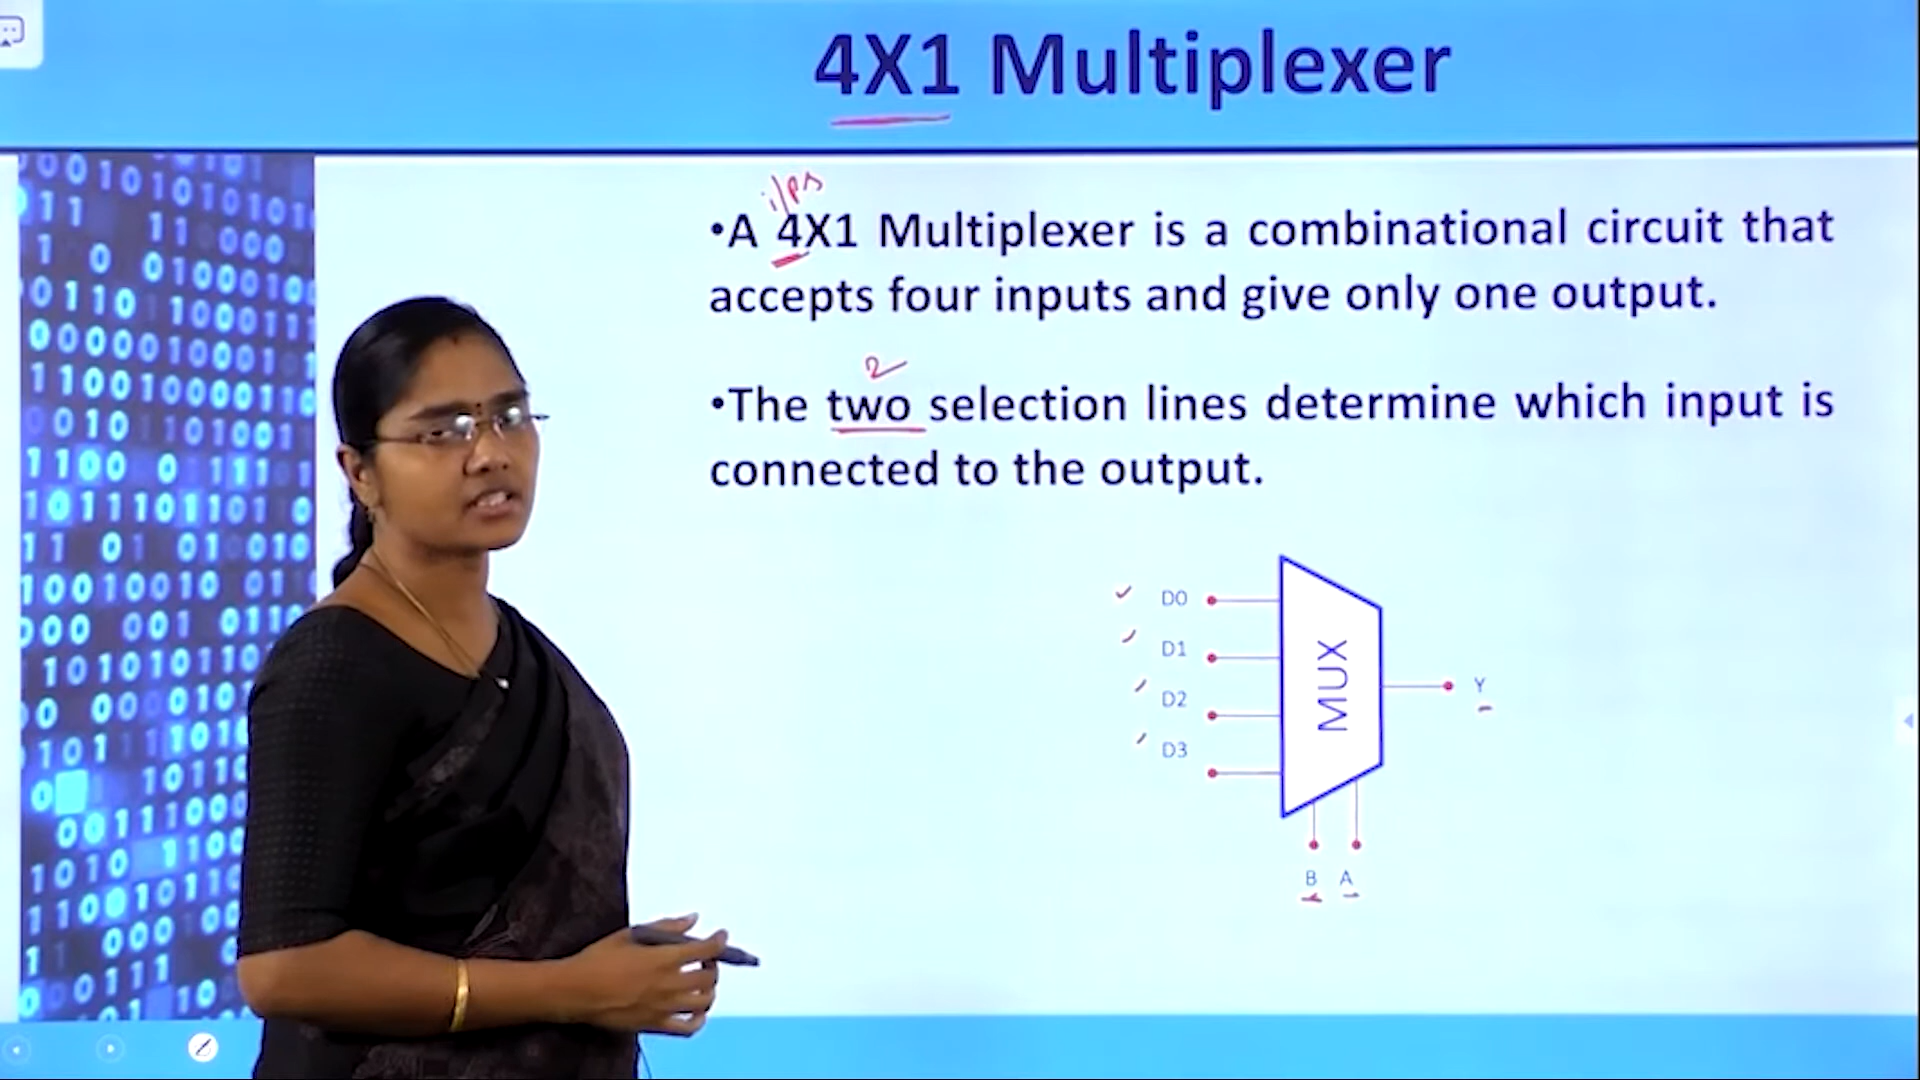 4X1 Multiplexer
i/ps
•A 4X1 Multiplexer is a combinational circuit that
accepts four inputs and give only one output.
2
•The two selection lines determine which input is
connected to the output.
D0
D1
D2
D3
MUX
Y
B A